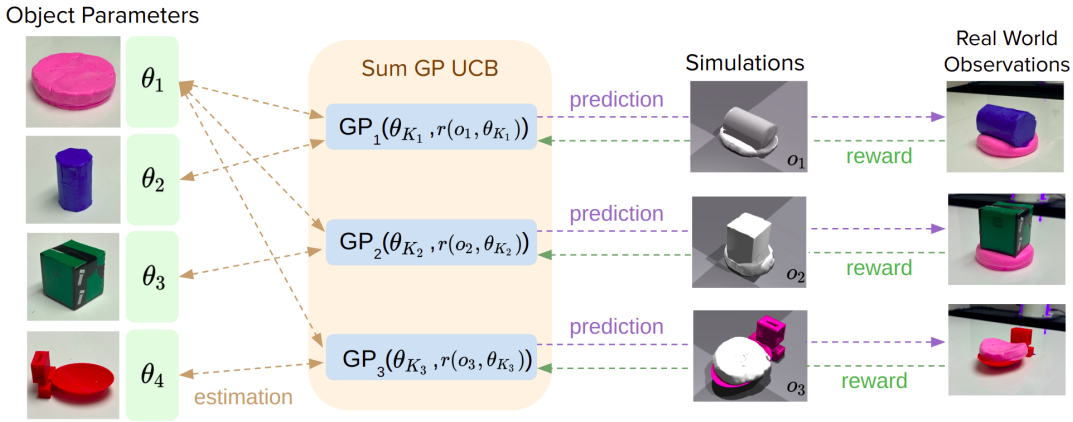 Object Parameters
θ1
θ2
θ3
θ4
estimation
Sum GP UCB
GP1(θK1, r(o1, θK1))
GP2(θK2, r(o2, θK2))
GP3(θK3, r(o3, θK3))
prediction
prediction
prediction
Simulations
o1
o2
o3
Real World
Observations
reward
reward
reward